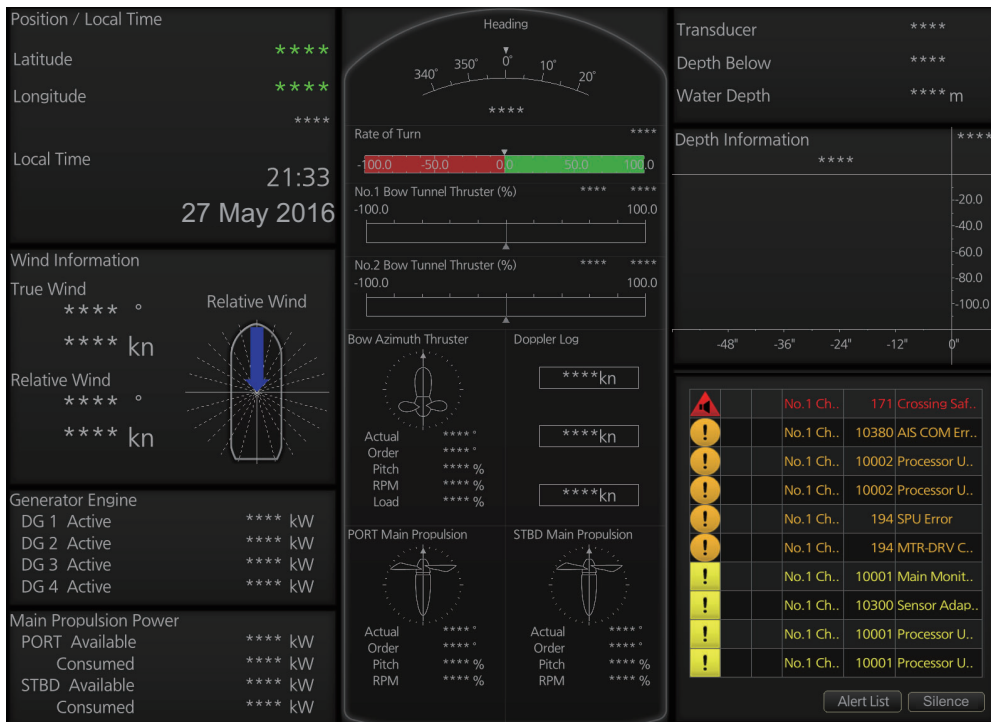 Position / Local Time
Latitude ****
Longitude ****
****
Local Time
21:33
27 May 2016
Wind Information
True Wind
**** °
**** kn
Relative Wind
Relative Wind
**** °
**** kn
Generator Engine
DG 1 Active **** kW
DG 2 Active **** kW
DG 3 Active **** kW
DG 4 Active **** kW
Main Propulsion Power
PORT Available **** kW
Consumed **** kW
STBD Available **** kW
Consumed **** kW
Heading
340° 350° 0° 10° 20°
****
Rate of Turn ****
-100.0 -50.0 0.0 50.0 100.0
No.1 Bow Tunnel Thruster (%) **** ****
-100.0 100.0
No.2 Bow Tunnel Thruster (%) **** ****
-100.0 100.0
Bow Azimuth Thruster
Actual **** °
Order **** °
Pitch **** %
RPM **** %
Load **** %
Doppler Log
****kn
****kn
****kn
PORT Main Propulsion
Actual **** °
Order **** °
Pitch **** %
RPM **** %
STBD Main Propulsion
Actual **** °
Order **** °
Pitch **** %
RPM **** %
Transducer ****
Depth Below ****
Water Depth **** m
Depth Information ****
****
-20.0
-40.0
-60.0
-80.0
-100.0
-48" -36" -24" -12" 0"
No.1 Ch.. 171 Crossing Saf..
! No.1 Ch.. 10380 AIS COM Err..
! No.1 Ch.. 10002 Processor U..
! No.1 Ch.. 10002 Processor U..
! No.1 Ch.. 194 SPU Error
! No.1 Ch.. 194 MTR-DRV C..
! No.1 Ch.. 10001 Main Monit..
! No.1 Ch.. 10300 Sensor Adap..
! No.1 Ch.. 10001 Processor U..
! No.1 Ch.. 10001 Processor U..
Alert List Silence